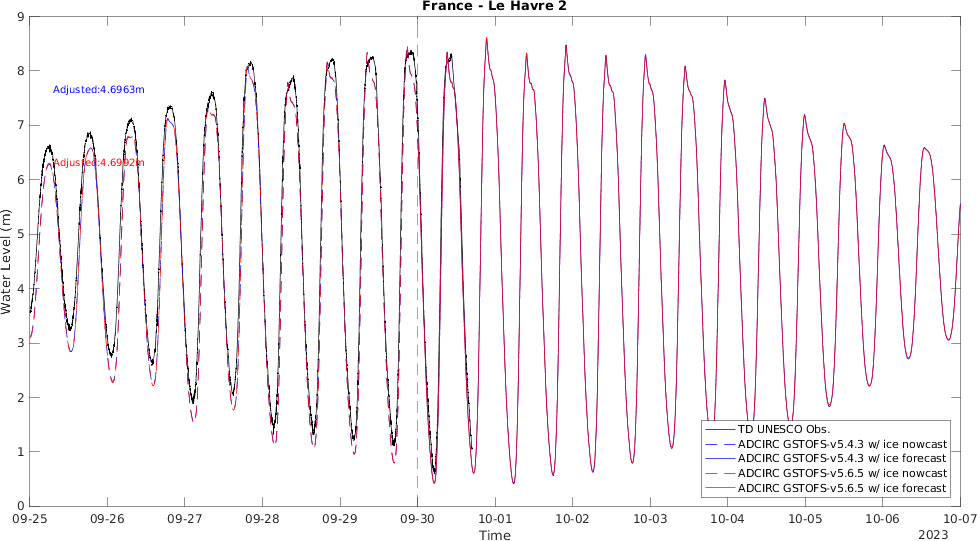 France - Le Havre 2
9
8
7
6
5
4
3
2
1
0
Water Level (m)
Adjusted:4.6963m
Adjusted:4.6992m
TD UNESCO Obs.
ADCIRC GSTOFS-v5.4.3 w/ ice nowcast
ADCIRC GSTOFS-v5.4.3 w/ ice forecast
ADCIRC GSTOFS-v5.6.5 w/ ice nowcast
ADCIRC GSTOFS-v5.6.5 w/ ice forecast
09-25 09-26 09-27 09-28 09-29 09-30 10-01 10-02 10-03 10-04 10-05 10-06 10-07
Time
2023